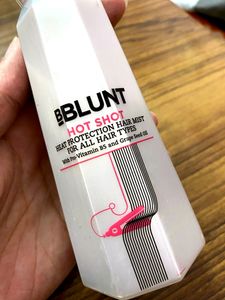 BBLUNT
HOT SHOT
HEAT PROTECTION HAIR MIST
FOR ALL HAIR TYPES
With Pro-Vitamin B5 and Grape Seed Oil